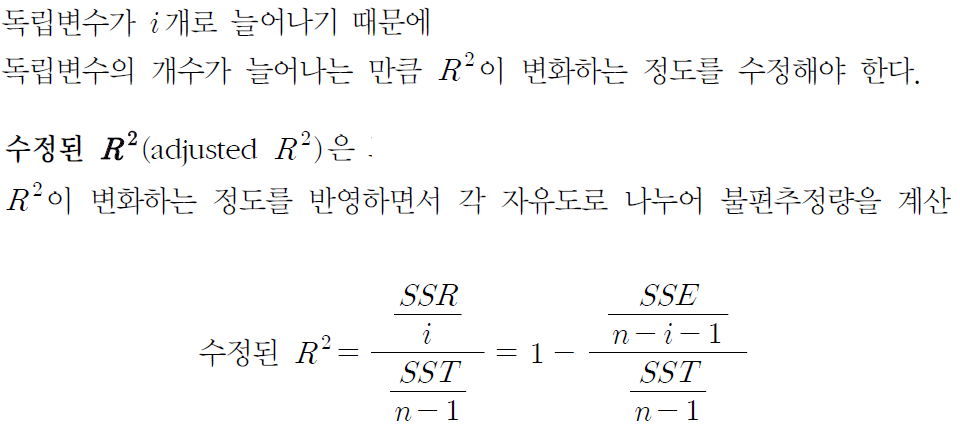 독립변수가 i개로 늘어나기 때문에
독립변수의 개수가 늘어나는 만큼 R²이 변화하는 정도를 수정해야 한다.
수정된 R²(adjusted R²)은 .
R²이 변화하는 정도를 반영하면서 각 자유도로 나누어 불편추정량을 계산
수정된 R² = (SSR/i)/(SST/(n−1)) = 1 − (SSE/(n−i−1))/(SST/(n−1))